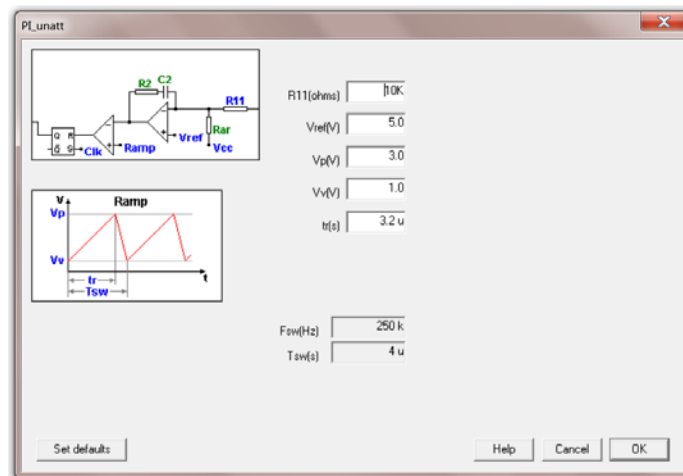 PI_unatt
R2 C2
R11
Vref
Rar
Vcc
Q R
Q S
Clk
Ramp
R11(ohms) 10K
Vref(V) 5.0
Vp(V) 3.0
Vv(V) 1.0
tr(s) 3.2 u
V Ramp
Vp
Vv
tr
t
Tsw
Fsw(Hz) 250 k
Tsw(s) 4 u
Set defaults Help Cancel OK